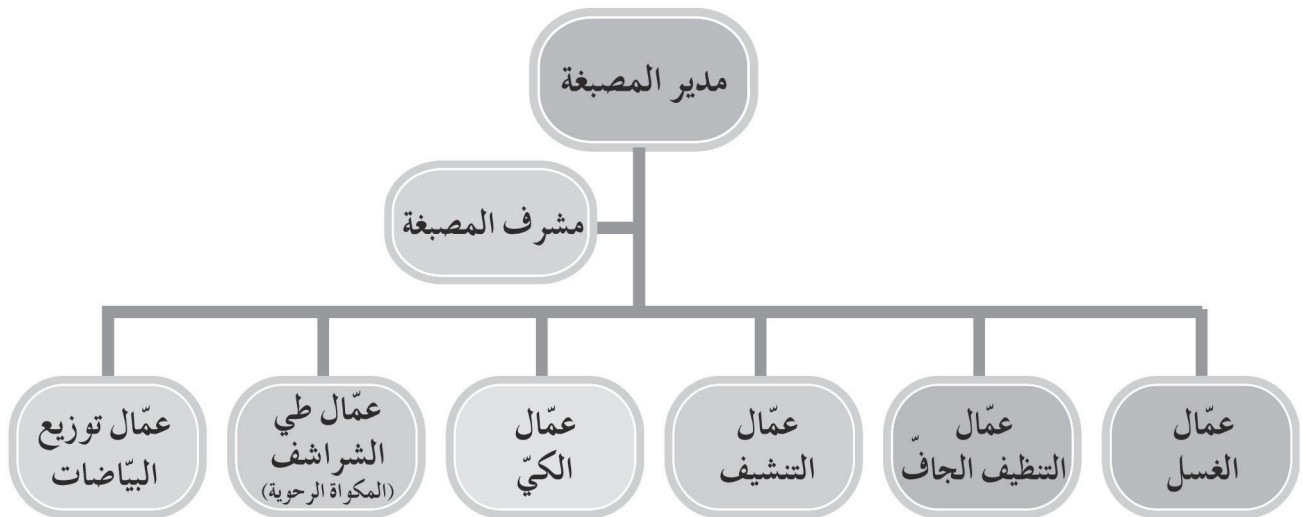 مدير المصبغة
مشرف المصبغة
عمّال
الغسل
عمّال
التنظيف الجافّ
عمّال
التنشيف
عمّال
الكيّ
عمّال طي
الشراشف
(المكواة الرحوية)
عمّال توزيع
البيّاضات